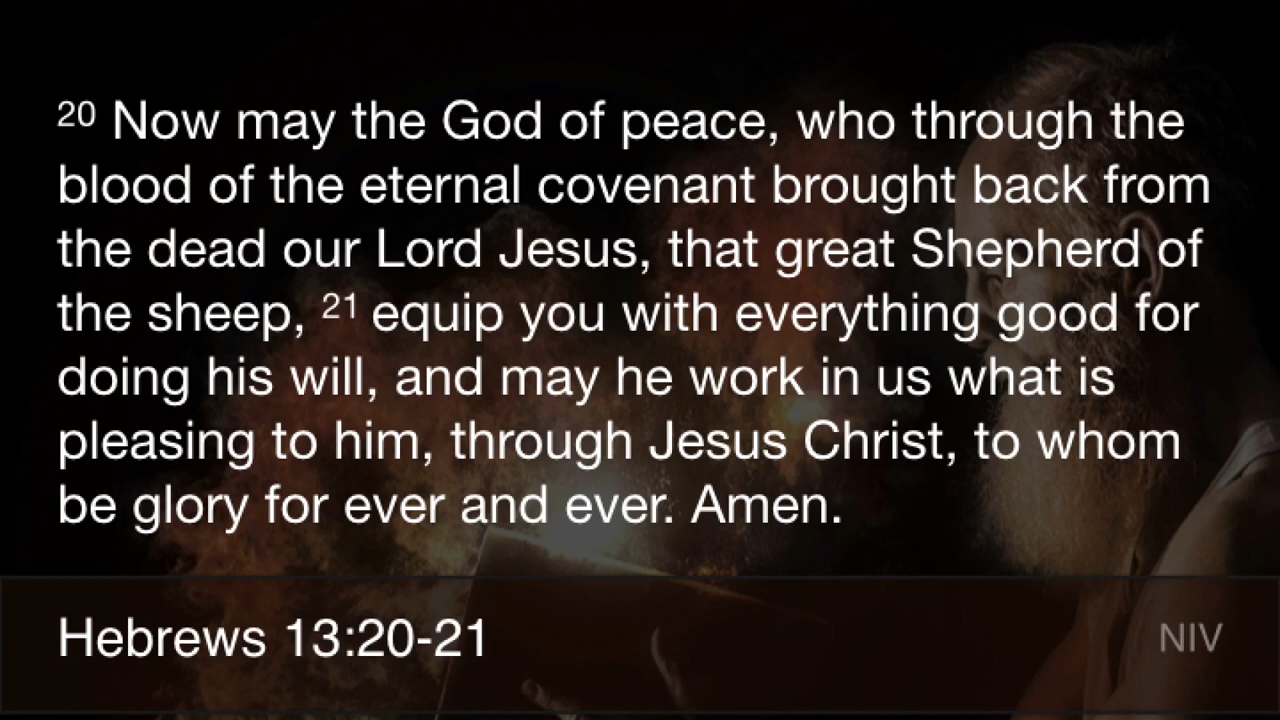 20 Now may the God of peace, who through the
blood of the eternal covenant brought back from
the dead our Lord Jesus, that great Shepherd of
the sheep, 21 equip you with everything good for
doing his will, and may he work in us what is
pleasing to him, through Jesus Christ, to whom
be glory for ever and ever. Amen.
Hebrews 13:20-21
NIV